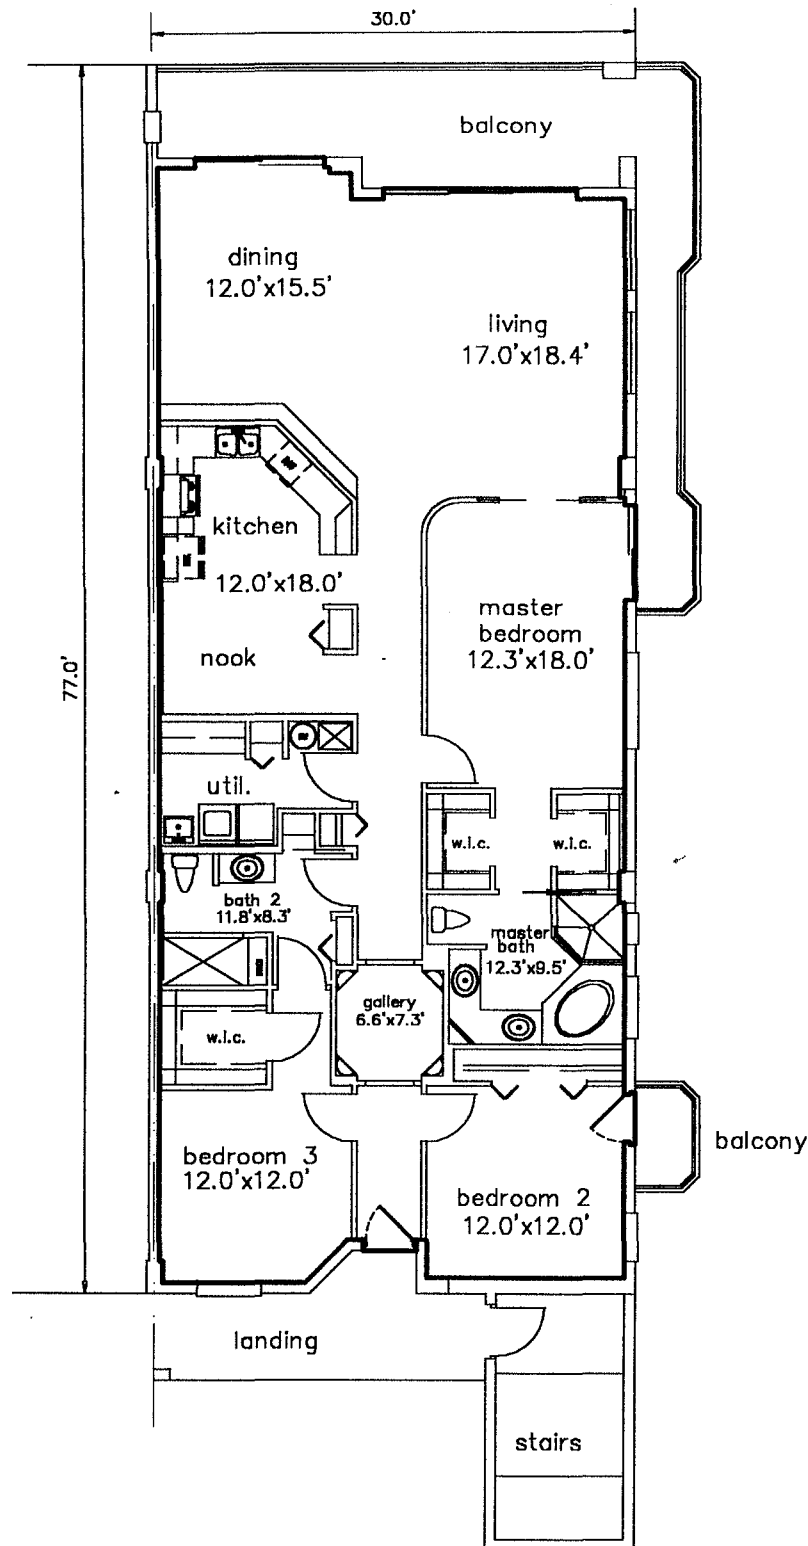 30.0'
balcony
dining
12.0'x15.5'
living
17.0'x18.4'
kitchen
12.0'x18.0'
master
bedroom
12.3'x18.0'
nook
77.0'
util.
w.i.c.
w.i.c.
bath 2
11.8'x8.3'
master
bath
12.3'x9.5'
gallery
6.6'x7.3'
w.i.c.
bedroom 3
12.0'x12.0'
balcony
bedroom 2
12.0'x12.0'
landing
stairs